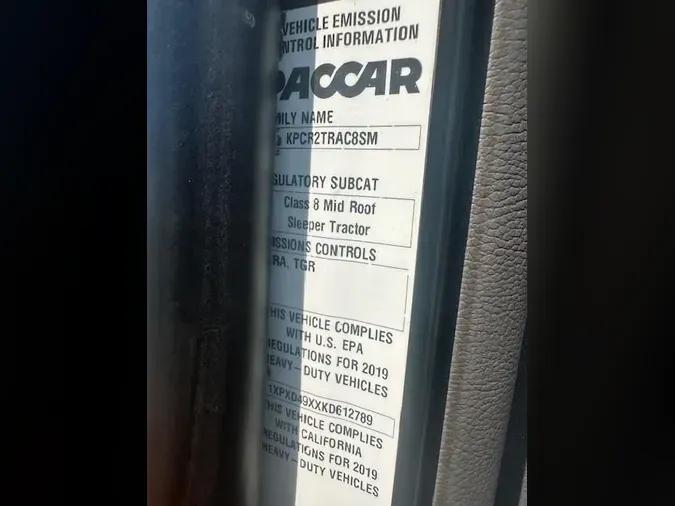 VEHICLE EMISSION
NTROL INFORMATION
PACCAR
MILY NAME
KPCR2TRAC8SM
GULATORY SUBCAT
Class 8 Mid Roof
Sleeper Tractor
ISSIONS CONTROLS
RA, TGR
HIS VEHICLE COMPLIES
WITH U.S. EPA
REGULATIONS FOR 2019
HEAVY-DUTY VEHICLES
1XPXD49XXKD612789
THIS VEHICLE COMPLIES
WITH CALIFORNIA
REGULATIONS FOR 2019
HEAVY-DUTY VEHICLES